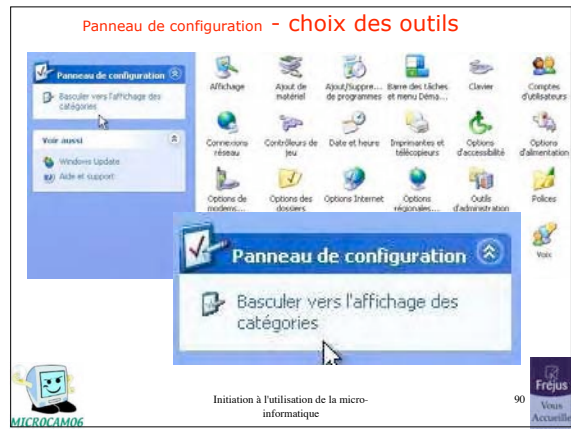 Panneau de configuration - choix des outils
Panneau de configuration
Basculer vers l'affichage des
catégories
Voir aussi
Windows Update
Aide et support
Affichage
Ajout de
matériel
Ajout/Suppre...
de programmes
Barre des tâches
et menu Déma...
Clavier
Comptes
d'utilisateurs
Connexions
réseau
Contrôleurs de
jeu
Date et heure
Imprimantes et
télécopieurs
Options
d'accessibilité
Options
d'alimentation
Options de
modems...
Options des
dossiers
Options Internet
Options
régionales...
Outils
d'administration
Polices
Voix
Panneau de configuration
Basculer vers l'affichage des
catégories
MICROCAM06
Initiation à l'utilisation de la micro-
informatique
90
Fréjus
Vous
Accueille